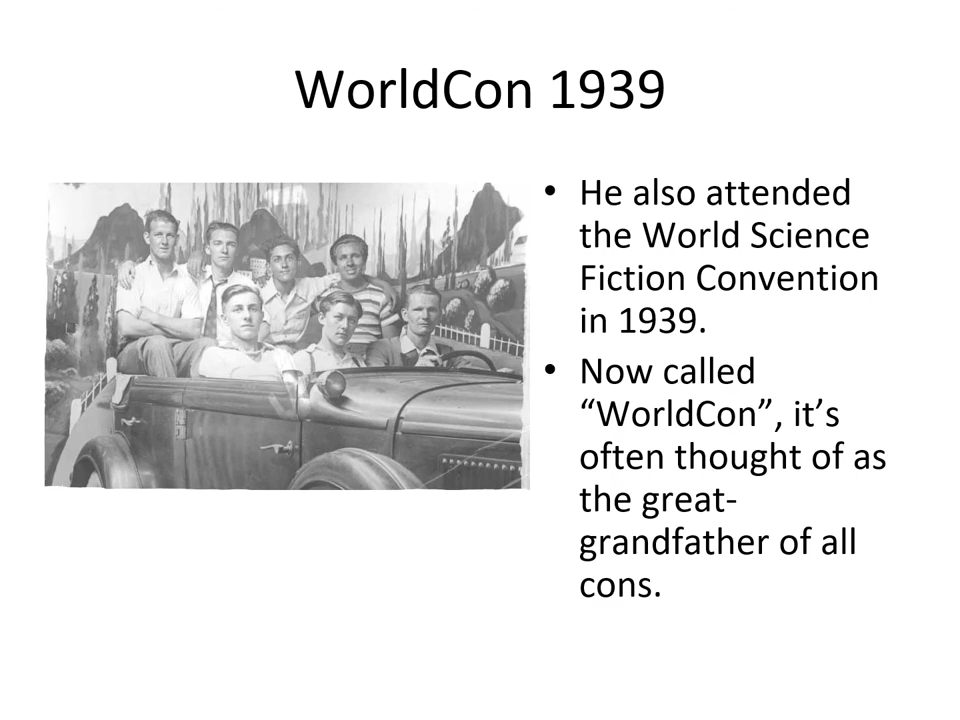 WorldCon 1939
• He also attended
the World Science
Fiction Convention
in 1939.
• Now called
“WorldCon”, it’s
often thought of as
the great-
grandfather of all
cons.